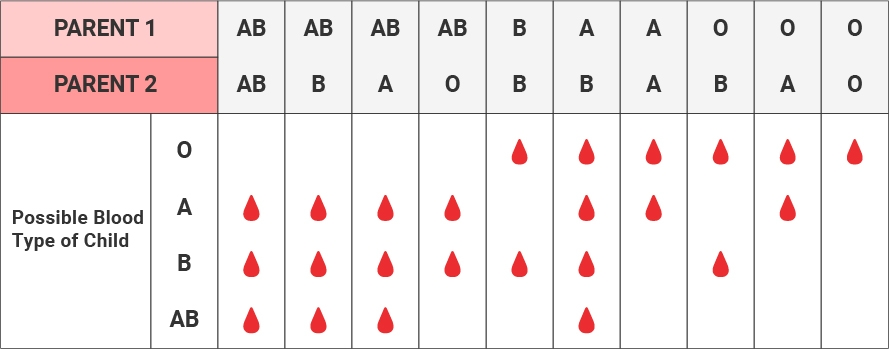 PARENT 1 AB AB AB AB B A A O O O
PARENT 2 AB B A O B B A B A O
O
A
Possible Blood
Type of Child
B
AB